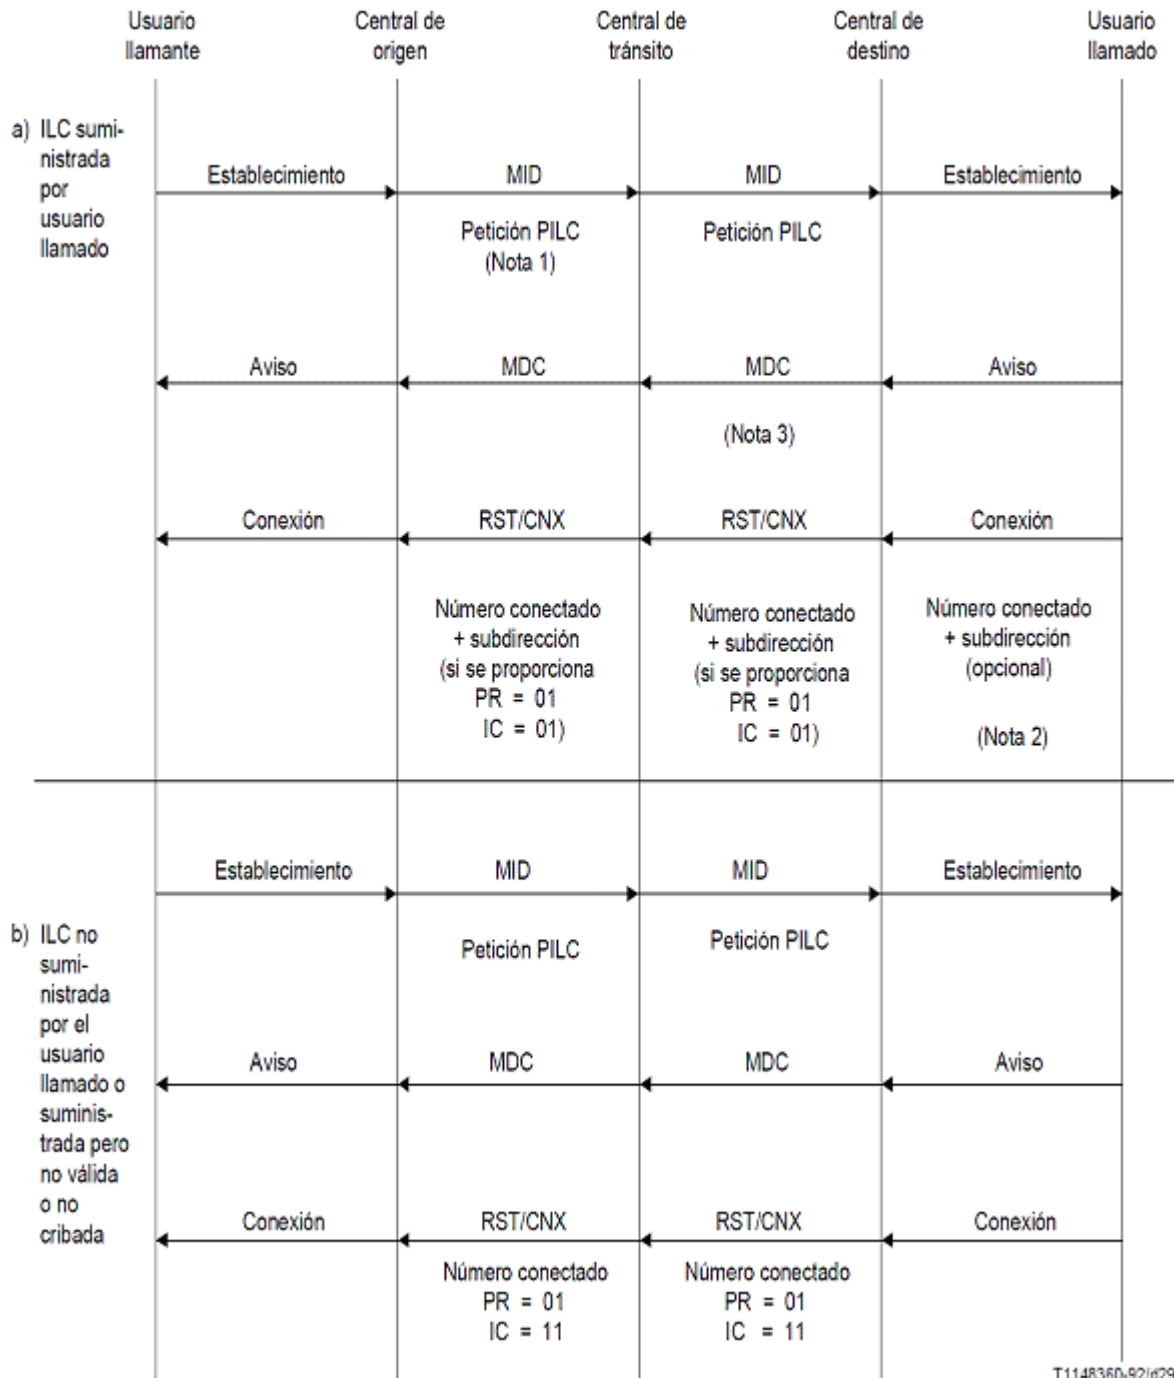 Usuario llamante
Central de origen
Central de tránsito
Central de destino
Usuario llamado
a) ILC sumi-
nistrada
por
usuario
llamado
Establecimiento
MID
MID
Establecimiento
Petición PILC
(Nota 1)
Petición PILC
Aviso
MDC
MDC
Aviso
(Nota 3)
Conexión
RST/CNX
RST/CNX
Conexión
Número conectado
+ subdirección
(si se proporciona
PR = 01
IC = 01)
Número conectado
+ subdirección
(si se proporciona
PR = 01
IC = 01)
Número conectado
+ subdirección
(opcional)
(Nota 2)
b) ILC no
sumi-
nistrada
por el
usuario
llamado o
suminis-
trada pero
no válida
o no
cribada
Establecimiento
MID
MID
Establecimiento
Petición PILC
Petición PILC
Aviso
MDC
MDC
Aviso
Conexión
RST/CNX
RST/CNX
Conexión
Número conectado
PR = 01
IC = 11
Número conectado
PR = 01
IC = 11
T1148360-92/d29